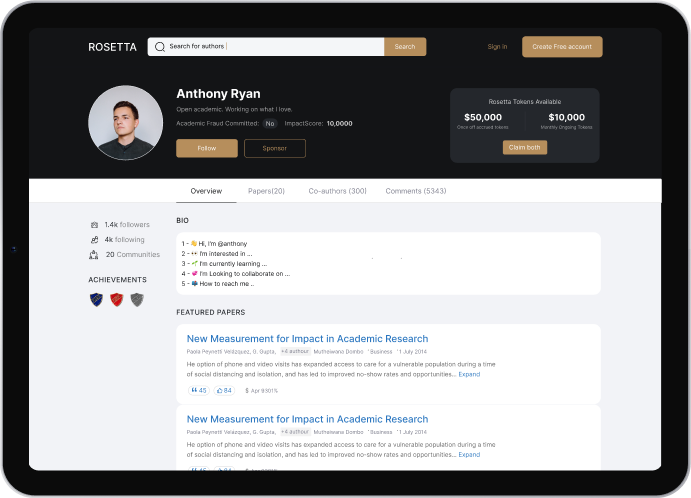 ROSETTA
Search for authors
Search
Sign in
Create Free account
Anthony Ryan
Open academic. Working on what I love.
Academic Fraud Committed: No ImpactScore: 10,0000
Follow
Sponsor
Rosetta Tokens Available
$50,000
Once off accrued tokens
$10,000
Monthly Ongoing Tokens
Claim both
Overview
Papers(20)
Co-authors (300)
Comments (5343)
1.4k followers
4k following
20 Communities
ACHIEVEMENTS
BIO
1 - 👋 Hi, I'm @anthony
2 - 👀 I'm interested in ...
3 - 🌱 I'm currently learning ...
4 - 💞️ I'm Looking to collaborate on ...
5 - 📫 How to reach me ..
FEATURED PAPERS
New Measurement for Impact in Academic Research
Paola Peynetti Velázquez, G. Gupta, +4 authour Mutheiwana Dombo Business 1 July 2014
He option of phone and video visits has expanded access to care for a vulnerable population during a time
of social distancing and isolation, and has led to improved no-show rates and opportunities... Expand
45
84
$ Apr 8301%
New Measurement for Impact in Academic Research
Paola Peynetti Velázquez, G. Gupta, +4 authour Mutheiwana Dombo Business 1 July 2014
He option of phone and video visits has expanded access to care for a vulnerable population during a time
of social distancing and isolation, and has led to improved no-show rates and opportunities... Expand